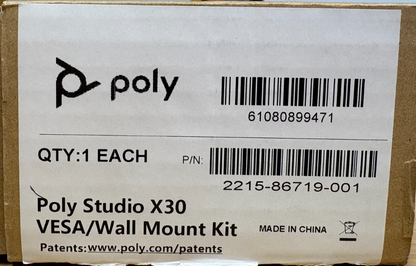 poly
61080899471
QTY:1 EACH P/N:
2215-86719-001
Poly Studio X30
VESA/Wall Mount Kit MADE IN CHINA
Patents:www.poly.com/patents